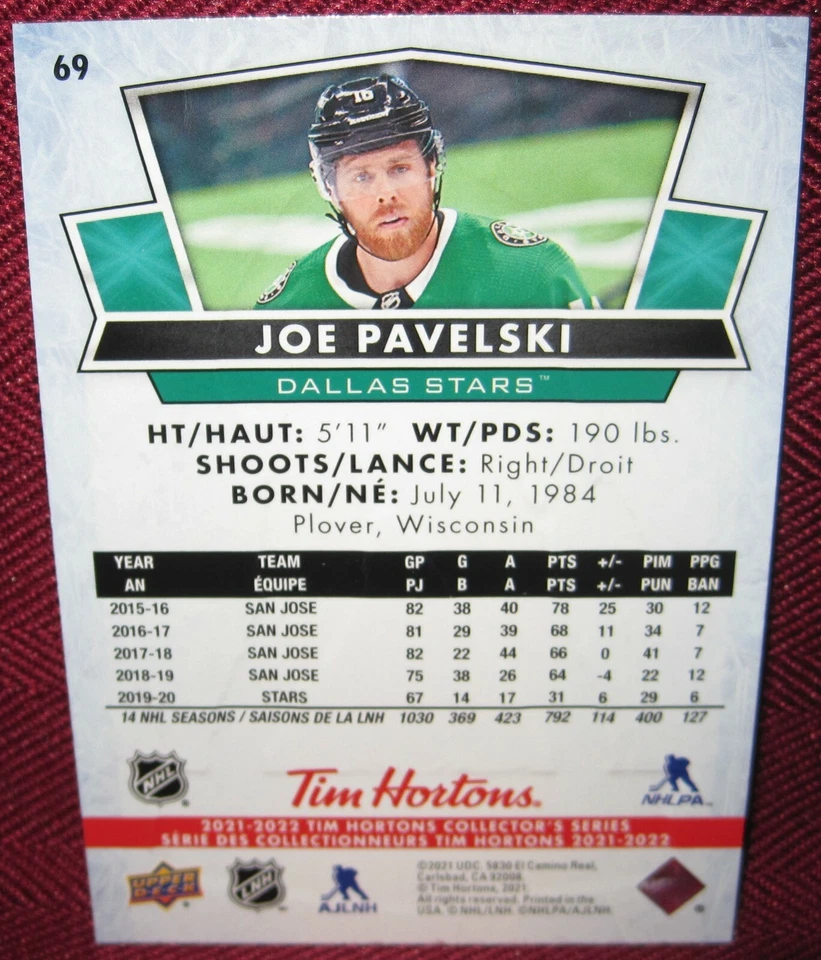 69
16
JOE PAVELSKI
DALLAS STARS™
HT/HAUT: 5'11" WT/PDS: 190 lbs.
SHOOTS/LANCE: Right/Droit
BORN/NÉ: July 11, 1984
Plover, Wisconsin
YEAR TEAM GP G A PTS +/- PIM PPG
AN ÉQUIPE PJ B A PTS +/- PUN BAN
2015-16 SAN JOSE 82 38 40 78 25 30 12
2016-17 SAN JOSE 81 29 39 68 11 34 7
2017-18 SAN JOSE 82 22 44 66 0 41 7
2018-19 SAN JOSE 75 38 26 64 -4 22 12
2019-20 STARS 67 14 17 31 6 29 6
14 NHL SEASONS / SAISONS DE LA LNH 1030 369 423 792 114 400 127
NHL
Tim Hortons®
NHLPA™
2021-2022 TIM HORTONS COLLECTOR'S SERIES
SÉRIE DES COLLECTIONNEURS TIM HORTONS 2021-2022
UPPER DECK
LNH
AJLNH
©2021 UDC. 5830 El Camino Real,
Carlsbad, CA 92008.
© Tim Hortons, 2021.
All rights reserved. Printed in the
USA. © NHL/LNH. ©NHLPA/AJLNH.